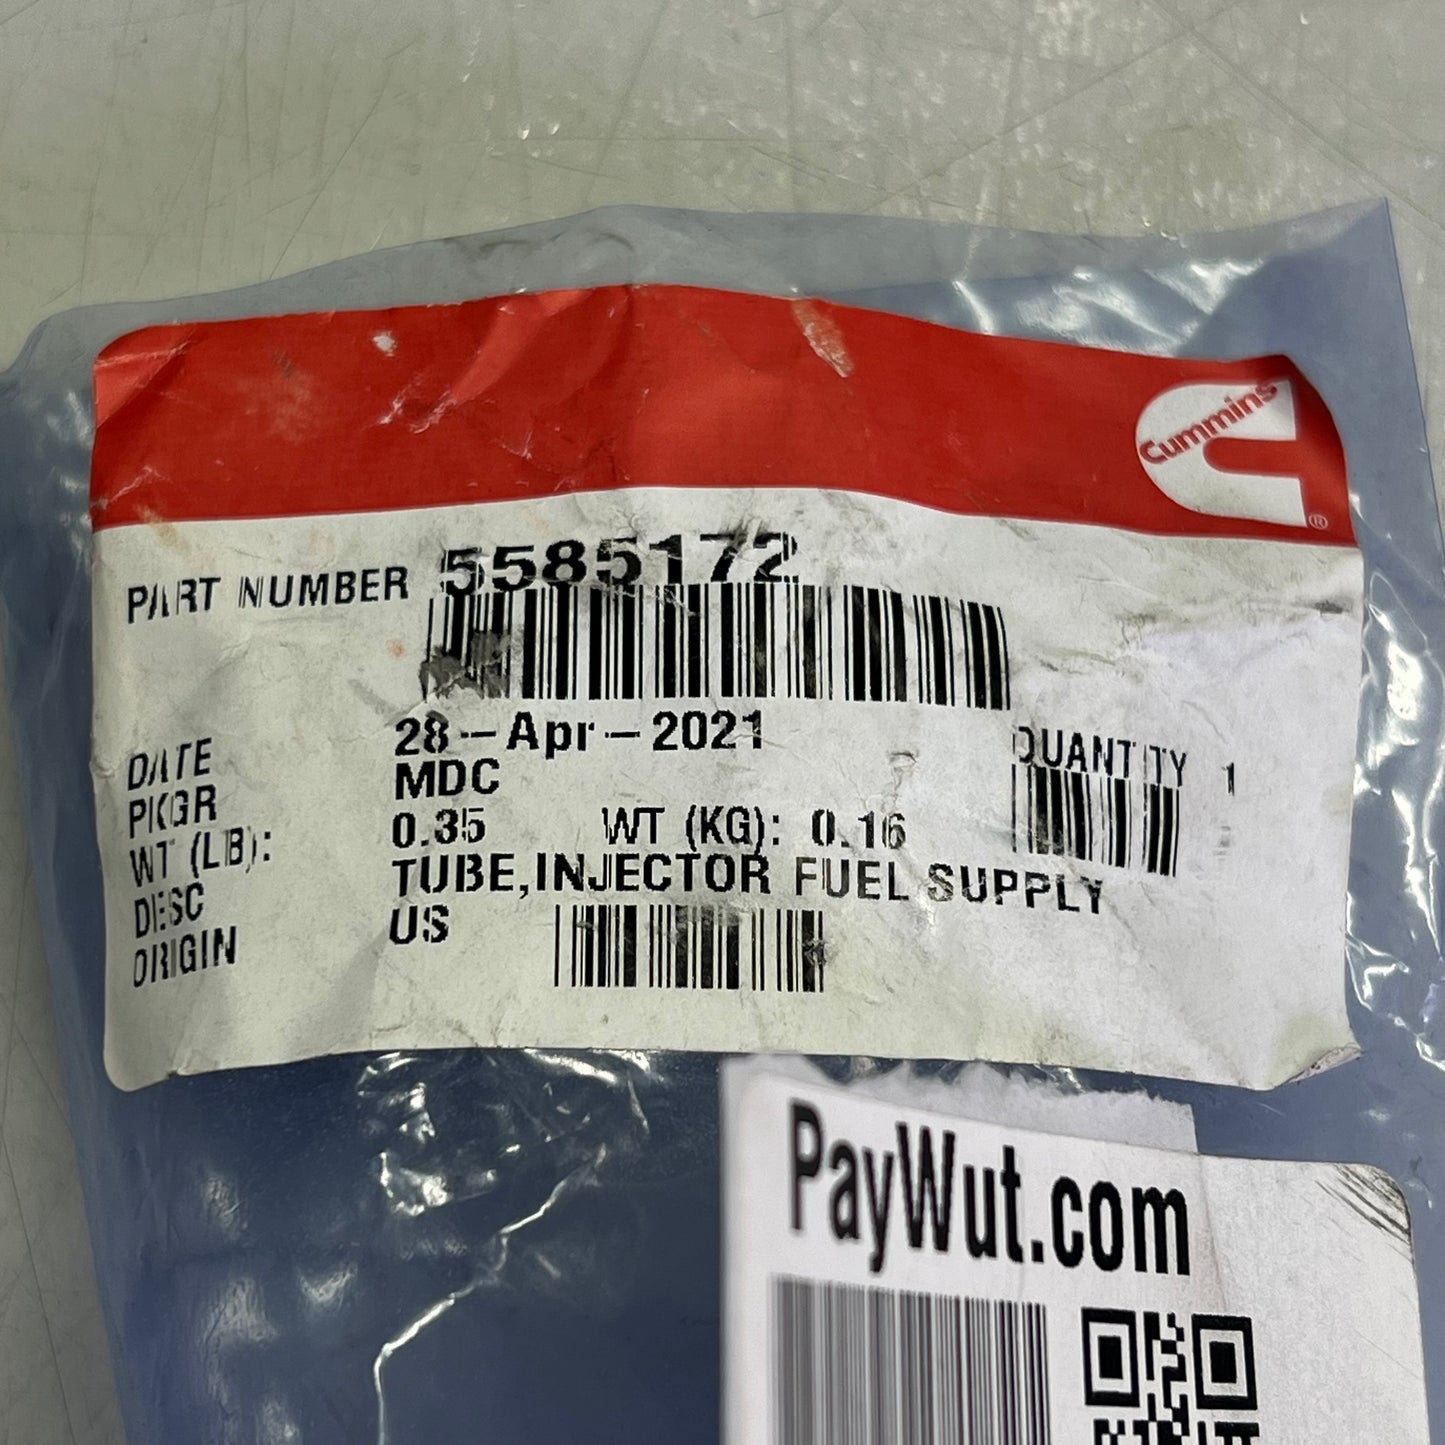 Cummins
®
PART NUMBER 5585172
DATE 28-Apr-2021 QUANTITY 1
PKGR MDC
WT (LB): 0.35 WT (KG): 0.16
DESC TUBE,INJECTOR FUEL SUPPLY
ORIGIN US
PayWut.com